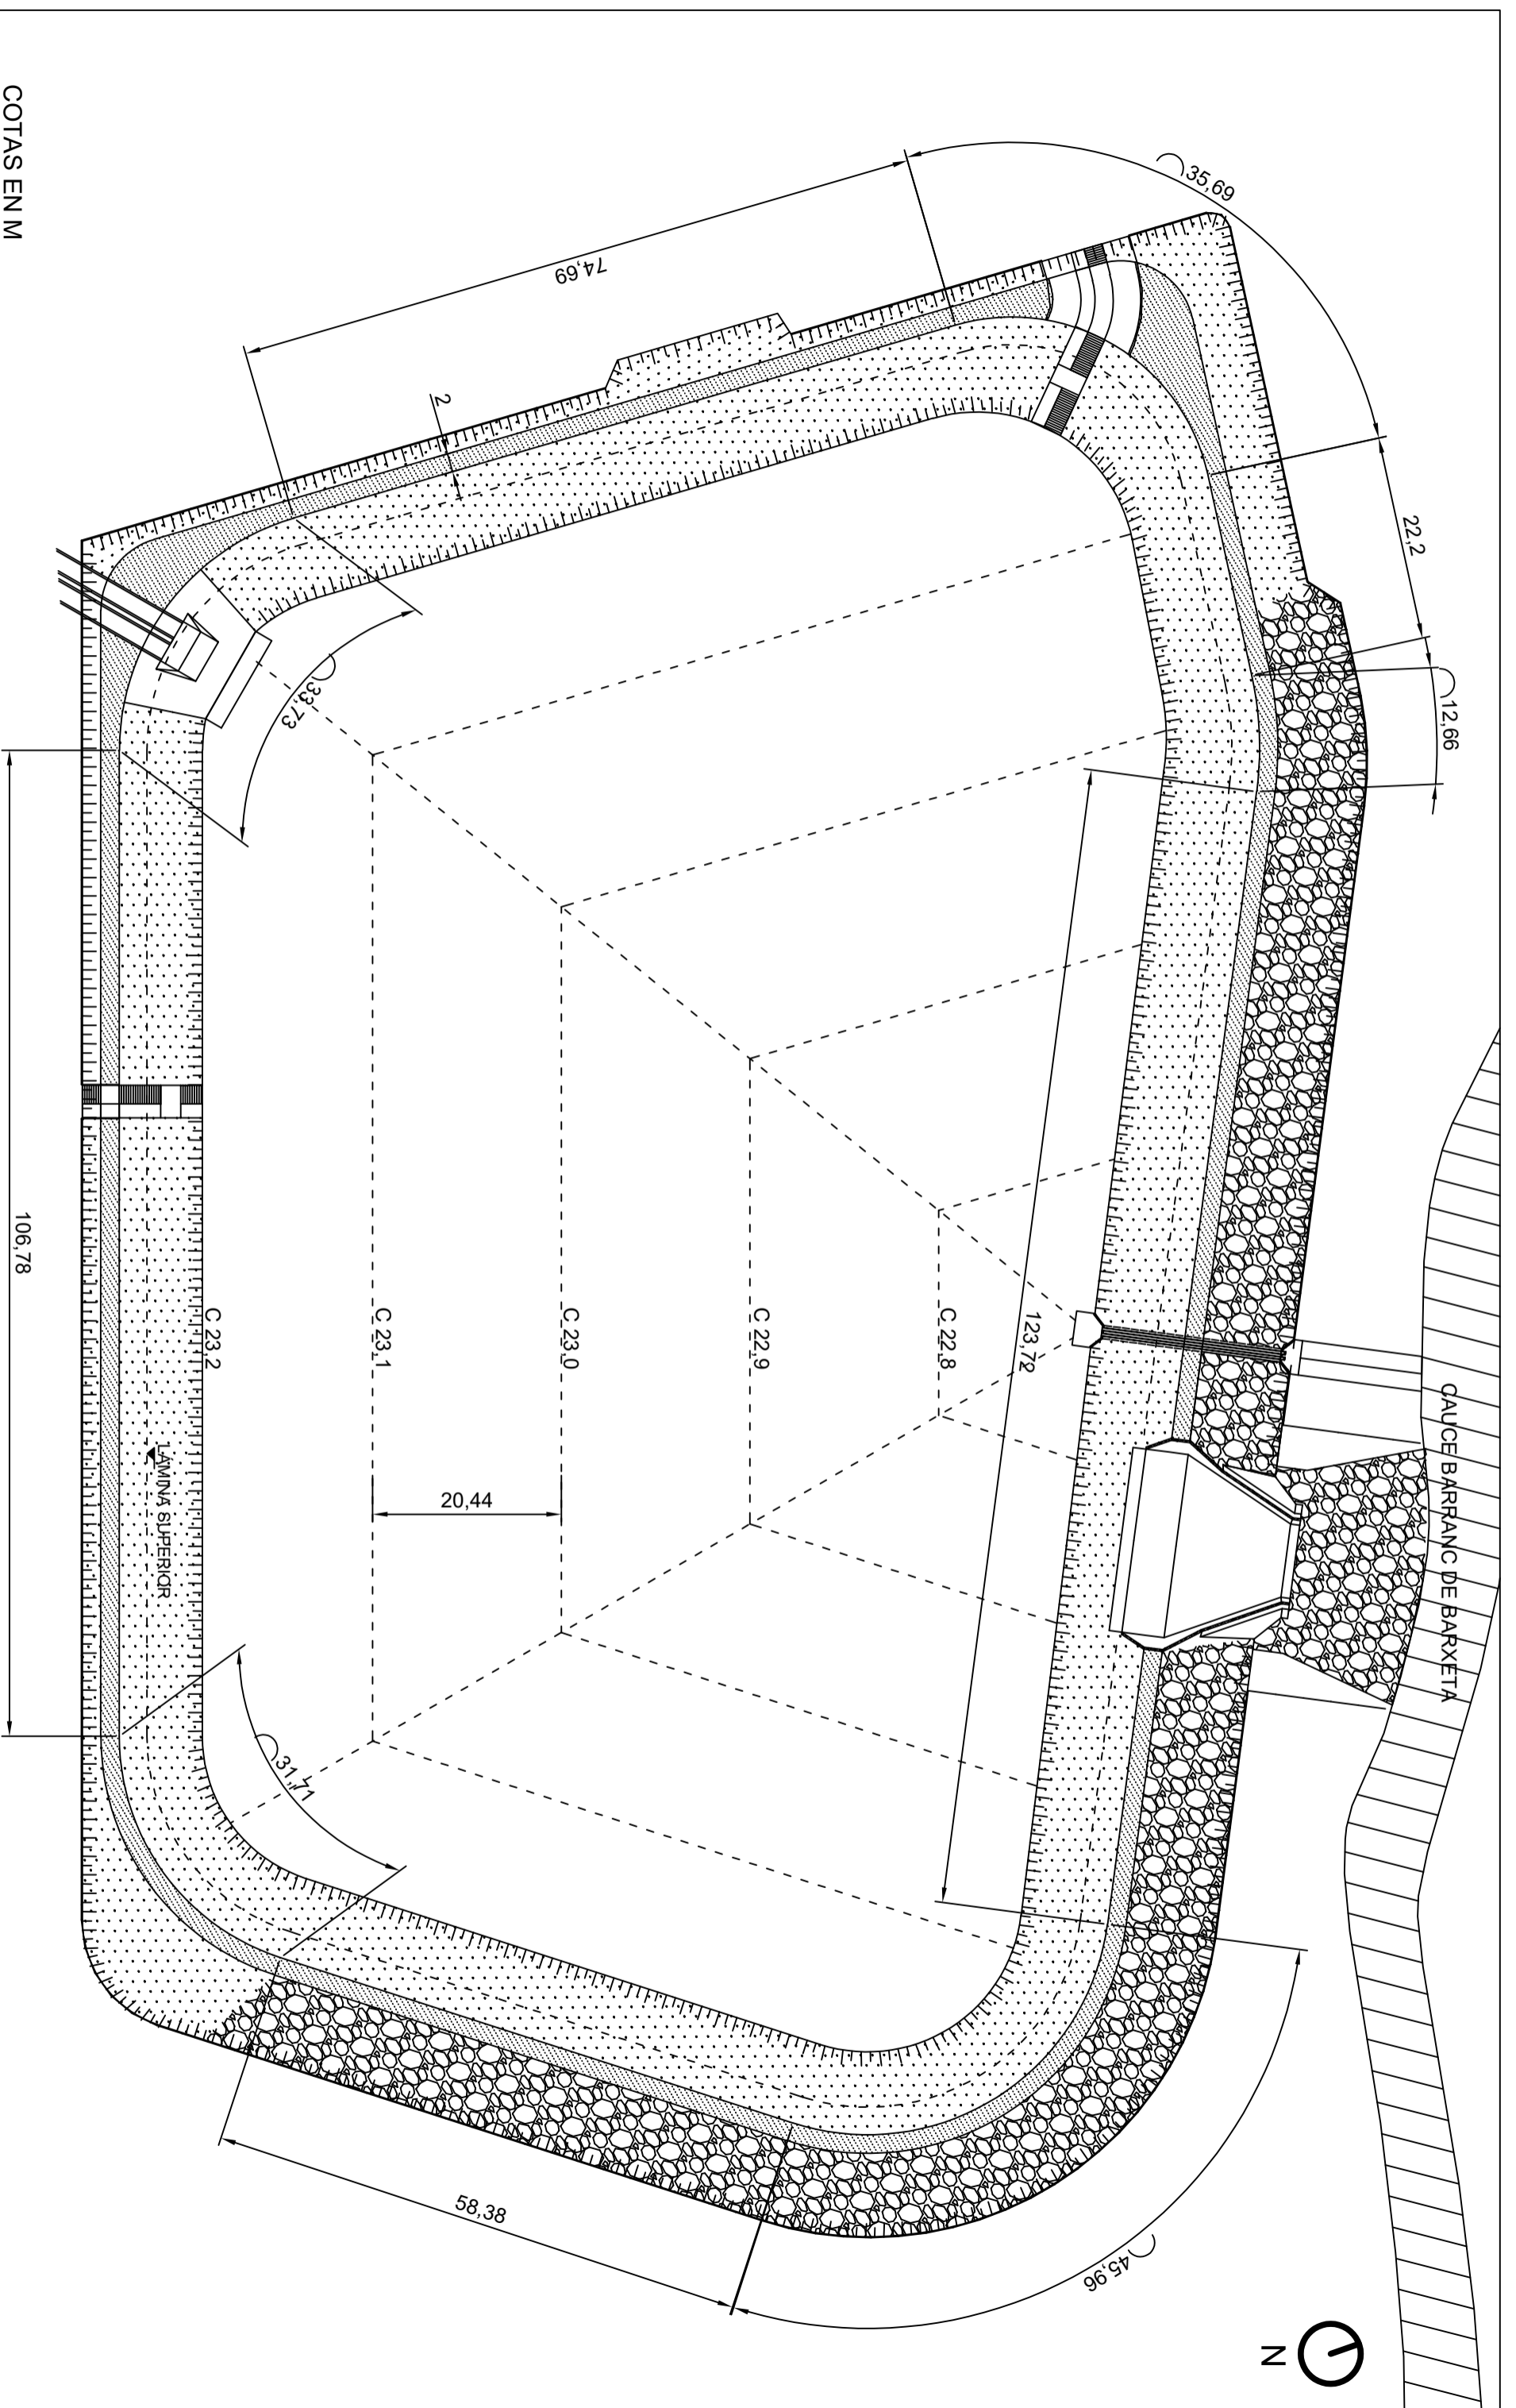 35,69
74,69
22,2
12,66
2
33,73
CAUCE BARRANC DE BARXETA
123,72
C 22,8
C 22,9
C 23,0
C 23,1
C 23,2
20,44
LÁMINA SUPERIOR
106,78
31,71
58,38
45,96
N
COTAS EN M